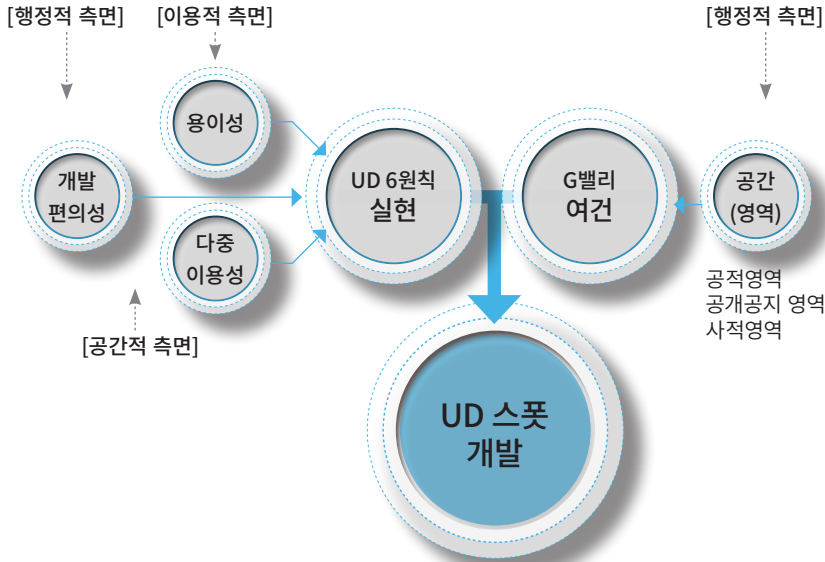 [행정적 측면]
[이용적 측면]
[행정적 측면]
용이성
개발
편의성
UD 6원칙
실현
G밸리
여건
공간
(영역)
다중
이용성
공적영역
공개공지 영역
사적영역
[공간적 측면]
UD 스폿
개발